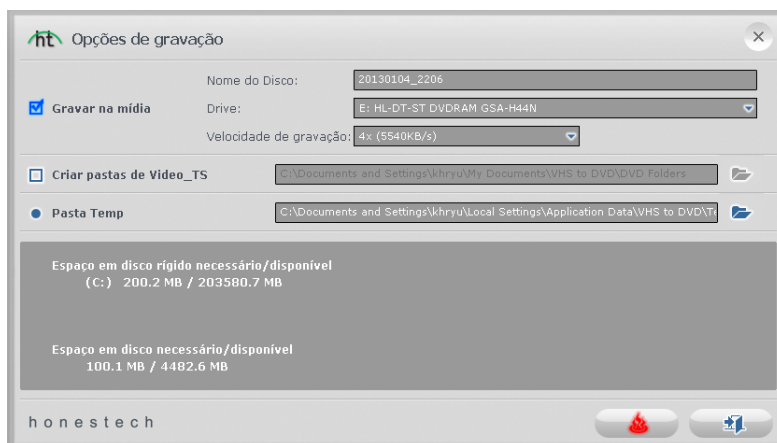 ht Opções de gravação
Nome do Disco: 20130104_2206
Gravar na mídia Drive: E: HL-DT-ST DVDRAM GSA-H44N
Velocidade de gravação: 4x (5540KB/s)
Criar pastas de Video_TS C:\Documents and Settings\khryu\My Documents\VHS to DVD\DVD Folders
Pasta Temp C:\Documents and Settings\khryu\Local Settings\Application Data\VHS to DVD\T
Espaço em disco rígido necessário/disponível
(C:) 200.2 MB / 203580.7 MB
Espaço em disco necessário/disponível
100.1 MB / 4482.6 MB
honestech